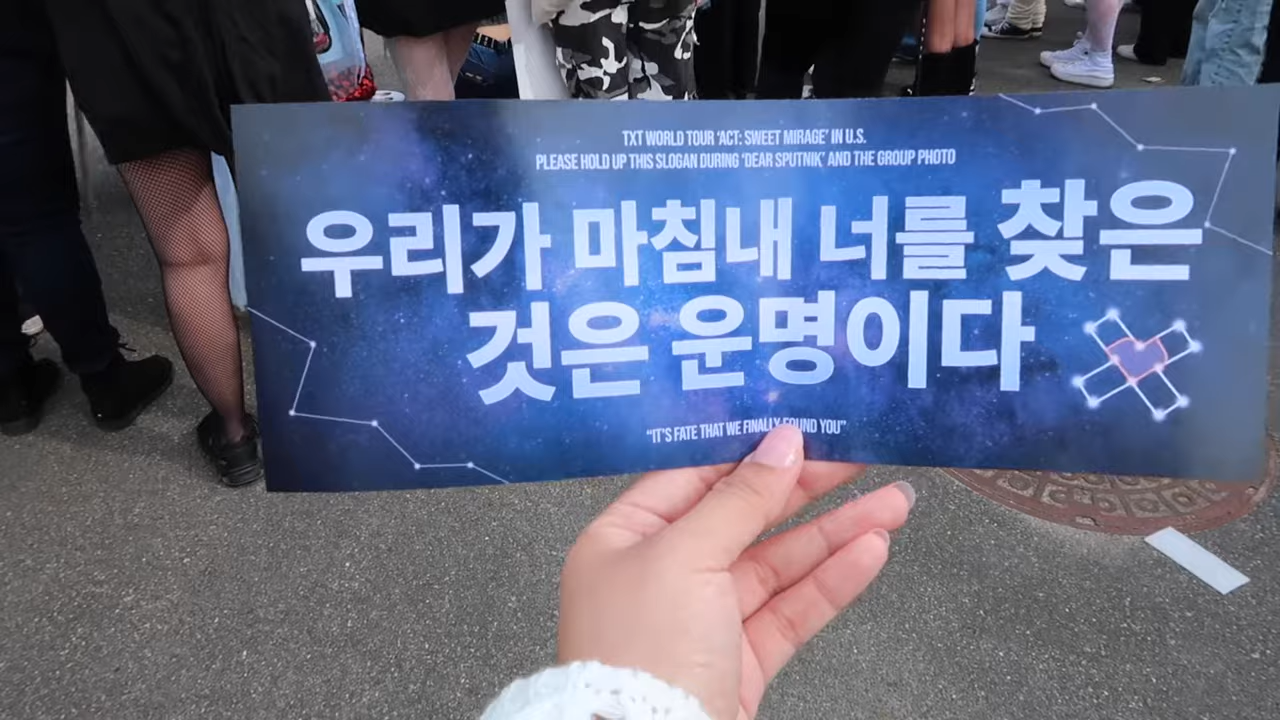 TXT WORLD TOUR 'ACT: SWEET MIRAGE' IN U.S.
PLEASE HOLD UP THIS SLOGAN DURING 'DEAR SPUTNIK' AND THE GROUP PHOTO
우리가 마침내 너를 찾은
것은 운명이다
"IT'S FATE THAT WE FINALLY FOUND YOU"